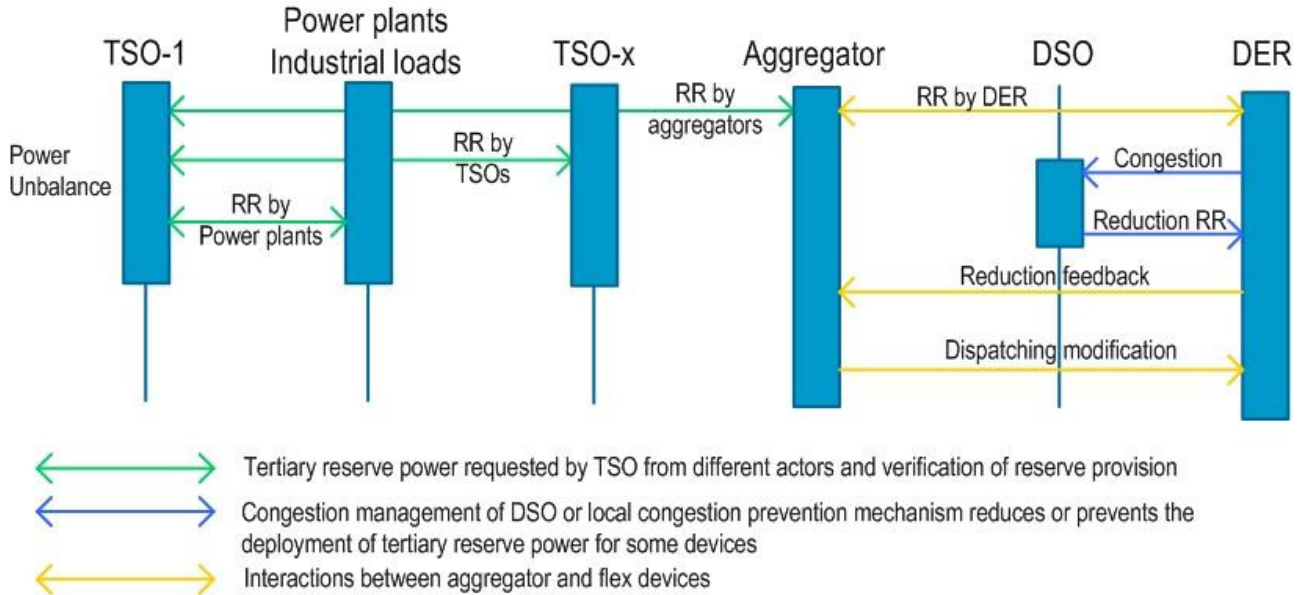 Power plants
TSO-1 Industrial loads TSO-x Aggregator DSO DER
RR by
aggregators
RR by DER
Power
Unbalance
RR by
TSOs
Congestion
RR by
Power plants
Reduction RR
Reduction feedback
Dispatching modification
Tertiary reserve power requested by TSO from different actors and verification of reserve provision
Congestion management of DSO or local congestion prevention mechanism reduces or prevents the
deployment of tertiary reserve power for some devices
Interactions between aggregator and flex devices